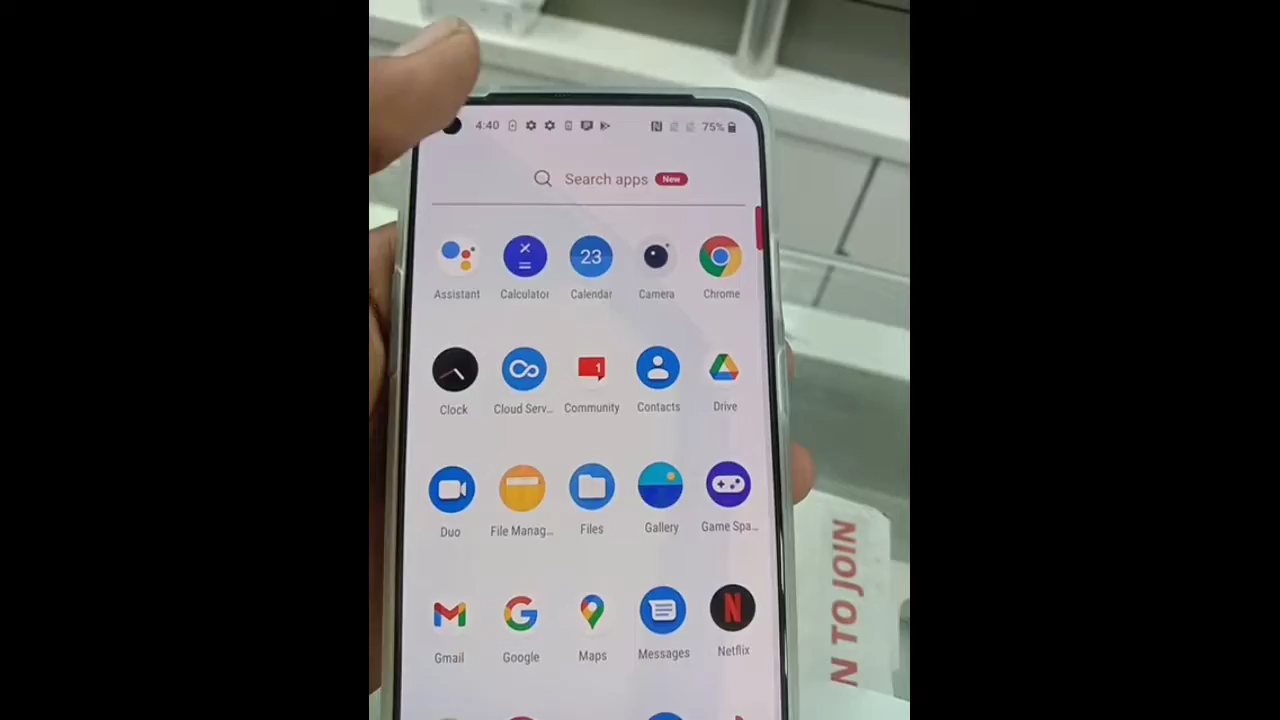 4:40
75%
Search apps New
23
Assistant Calculator Calendar Camera Chrome
1
Clock Cloud Serv... Community Contacts Drive
Duo File Manag... Files Gallery Game Spa...
Gmail Google Maps Messages Netflix
N TO JOIN